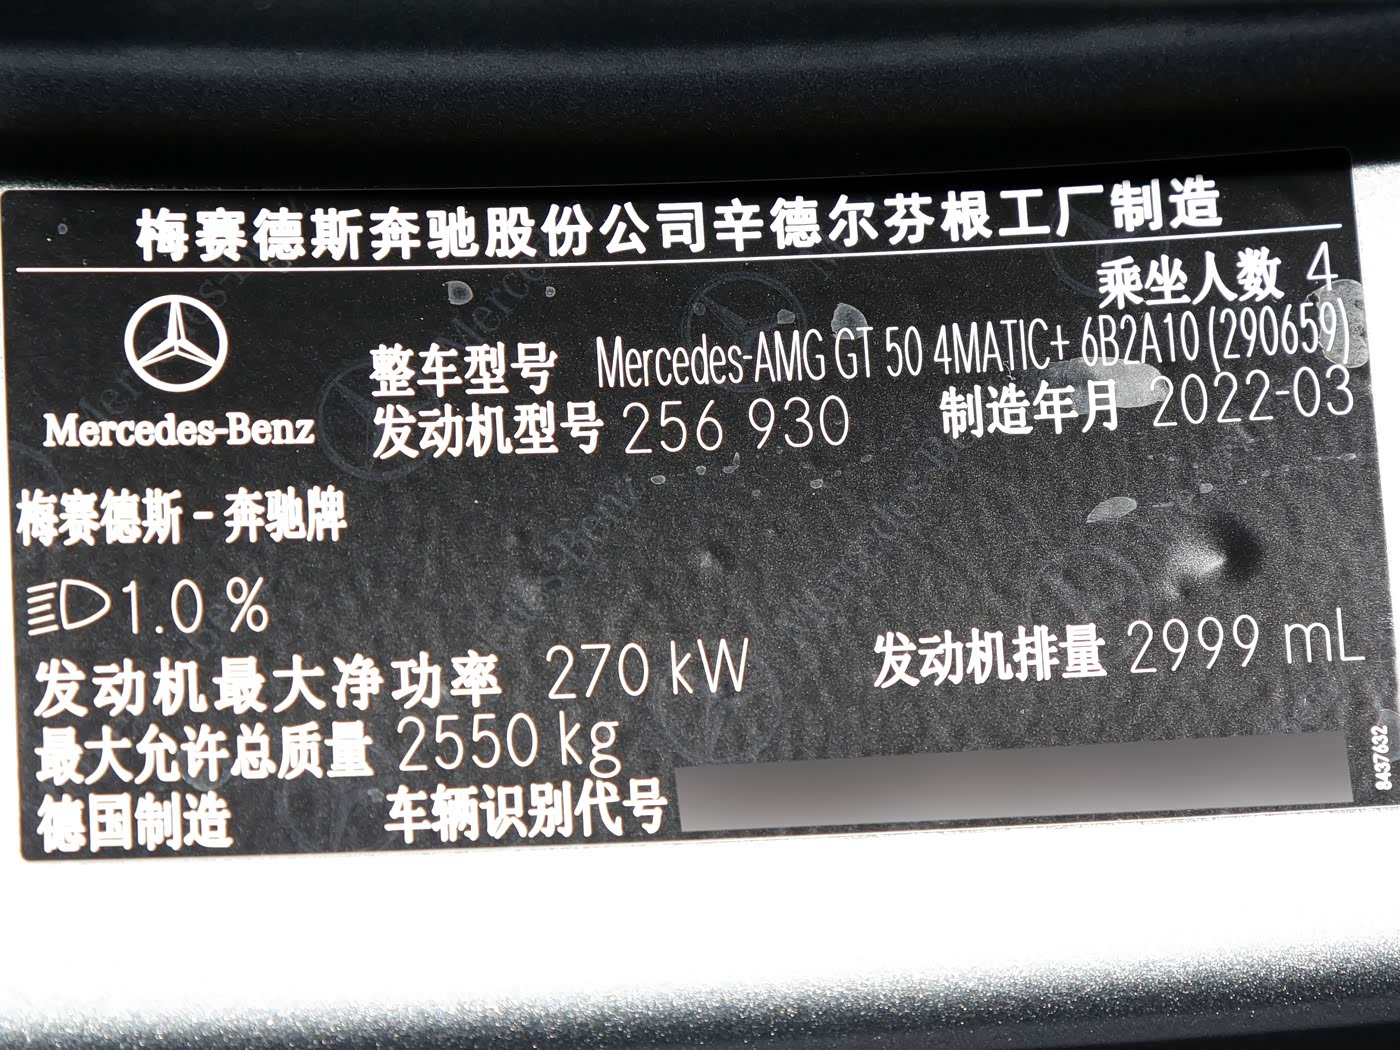 梅赛德斯奔驰股份公司辛德尔芬根工厂制造
乘坐人数 4
整车型号 Mercedes-AMG GT 50 4MATIC+ 6B2A10 (290659)
发动机型号 256 930 制造年月 2022-03
Mercedes-Benz
梅赛德斯-奔驰牌
1.0 %
发动机最大净功率 270 kW 发动机排量 2999 mL
最大允许总质量 2550 kg
德国制造 车辆识别代号
8437632